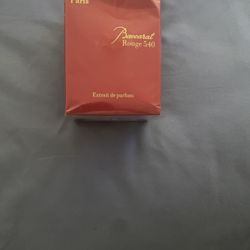 Paris
Baccarat
Rouge 540
Extrait de parfum